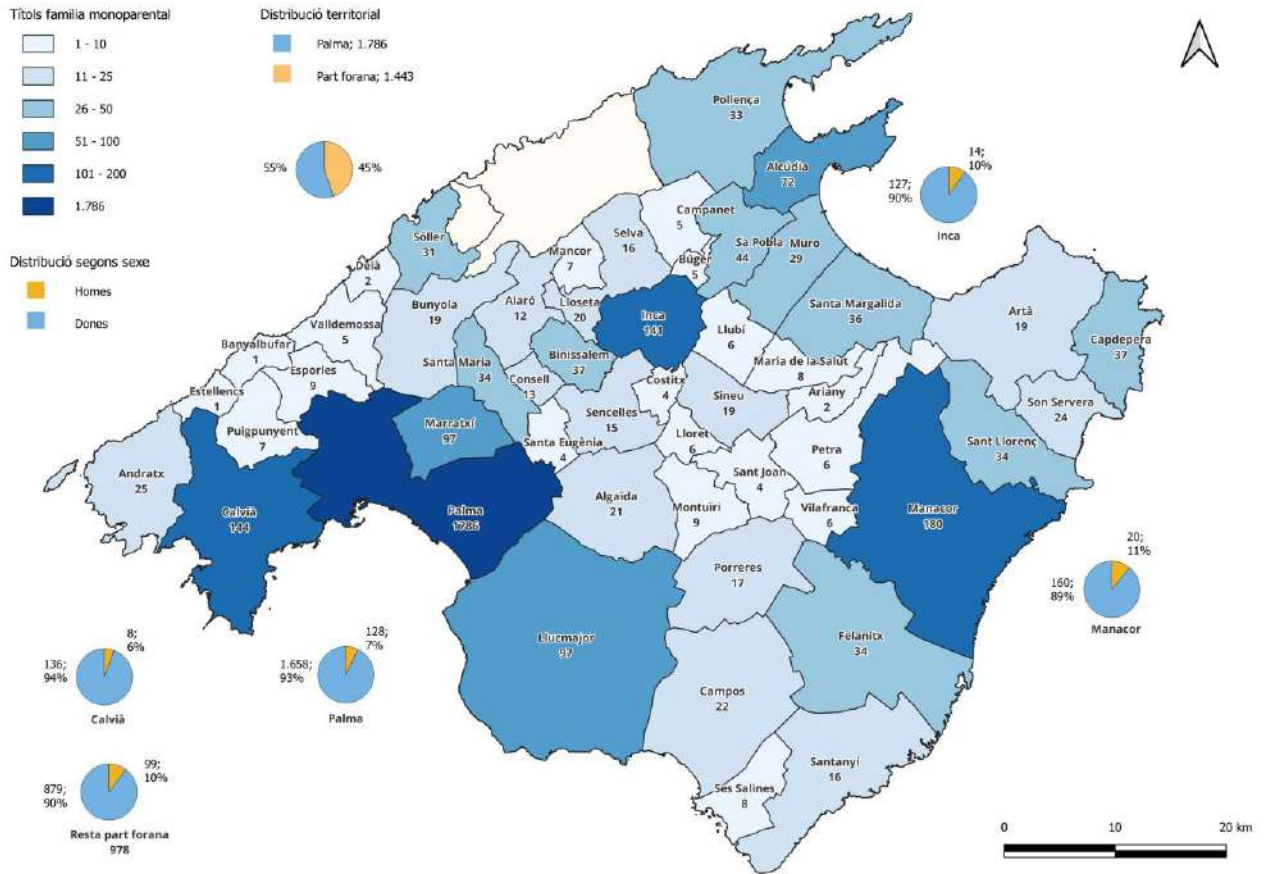 Títols familia monoparental
1 - 10
11 - 25
26 - 50
51 - 100
101 - 200
1.786
Distribució segons sexe
Homes
Dones
Distribució territorial
Palma; 1.786
Part forana; 1.443
55%
45%
Pollença
33
Alcúdia
72
14;
10%
127;
90%
Inca
Campanet
5
Selva
16
Sa Pobla
44
Muro
29
Búger
5
Mancor
7
Sóller
31
Deià
2
Bunyola
19
Alaró
12
Lloseta
20
Inca
141
Santa Margalida
36
Artà
19
Capdepera
37
Valldemossa
5
Llubí
6
Banyalbufar
1
Esporles
9
Santa Maria
34
Binissalem
37
Maria de la Salut
8
Consell
13
Costitx
4
Estellencs
1
Sineu
19
Ariany
2
Son Servera
24
Sencelles
15
Puigpunyent
7
Marratxí
97
Santa Eugènia
4
Lloret
6
Petra
6
Sant Llorenç
34
Andratx
25
Sant Joan
4
Algaida
21
Montuïri
9
Vilafranca
6
Calvià
144
Palma
1786
Manacor
180
20;
11%
160;
89%
Manacor
Porreres
17
Llucmajor
97
Felanitx
34
8;
6%
136;
94%
Calvià
128;
7%
1.658;
93%
Palma
Campos
22
Santanyí
16
Ses Salines
8
99;
10%
879;
90%
Resta part forana
978
0 10 20 km